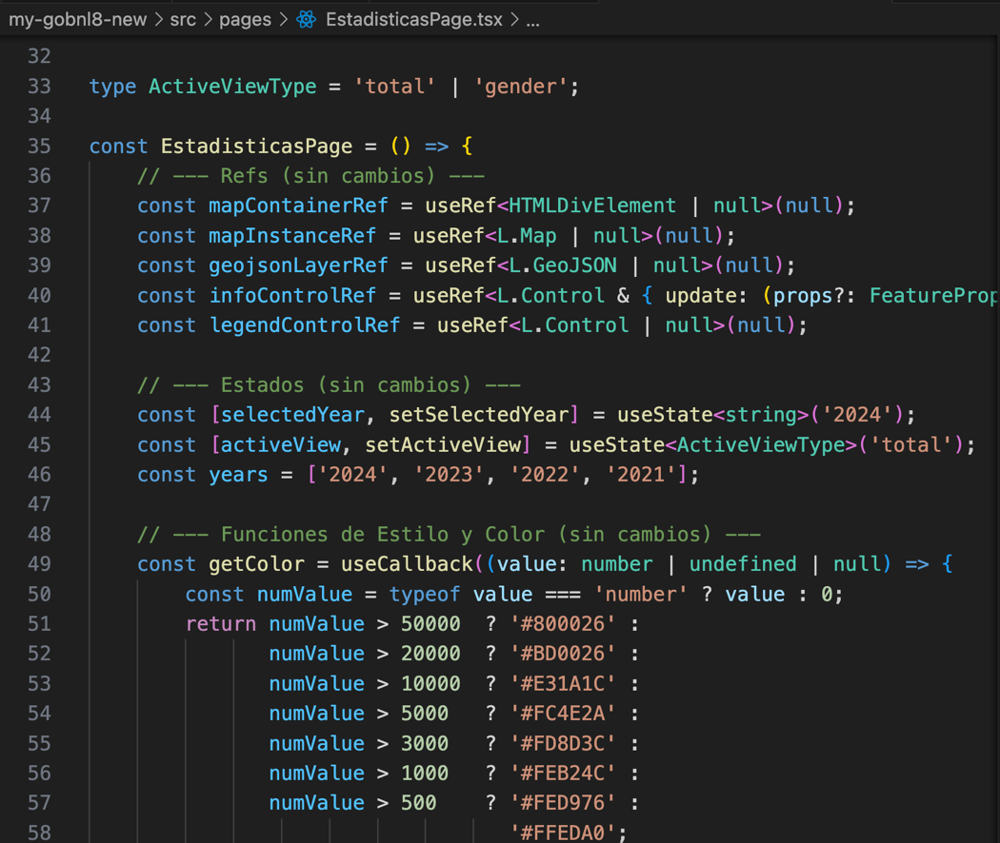 my-gobnl8-new > src > pages > EstadisticasPage.tsx > ...
32
33 type ActiveViewType = 'total' | 'gender';
34
35 const EstadisticasPage = () => {
36 // --- Refs (sin cambios) ---
37 const mapContainerRef = useRef<HTMLDivElement | null>(null);
38 const mapInstanceRef = useRef<L.Map | null>(null);
39 const geojsonLayerRef = useRef<L.GeoJSON | null>(null);
40 const infoControlRef = useRef<L.Control & { update: (props?: FeatureProp
41 const legendControlRef = useRef<L.Control | null>(null);
42
43 // --- Estados (sin cambios) ---
44 const [selectedYear, setSelectedYear] = useState<string>('2024');
45 const [activeView, setActiveView] = useState<ActiveViewType>('total');
46 const years = ['2024', '2023', '2022', '2021'];
47
48 // --- Funciones de Estilo y Color (sin cambios) ---
49 const getColor = useCallback((value: number | undefined | null) => {
50 const numValue = typeof value === 'number' ? value : 0;
51 return numValue > 50000 ? '#800026' :
52 numValue > 20000 ? '#BD0026' :
53 numValue > 10000 ? '#E31A1C' :
54 numValue > 5000 ? '#FC4E2A' :
55 numValue > 3000 ? '#FD8D3C' :
56 numValue > 1000 ? '#FEB24C' :
57 numValue > 500 ? '#FED976' :
58 '#FFEDA0';